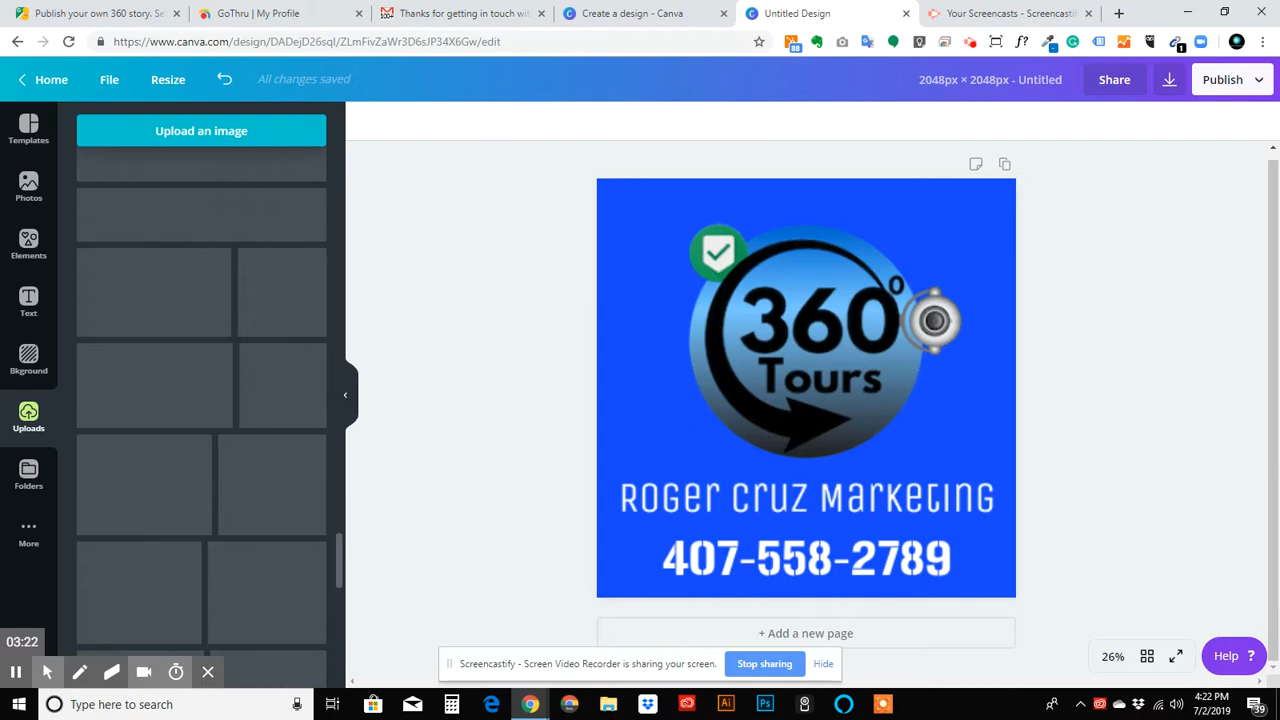 Publish your own 360 story. Se
GoThru | My Profile
Thanks for getting in touch wit
Create a design - Canva
Untitled Design
Your Screencasts - Screencastif
https://www.canva.com/design/DADejD26sqI/ZLmFivZaWr3D6sJP34X6Gw/edit
88
1
Home
File
Resize
All changes saved
2048px × 2048px - Untitled
Share
Publish
Templates
Photos
Elements
Text
Bkground
Uploads
Folders
More
Upload an image
360°
Tours
Roger Cruz Marketing
407-558-2789
+ Add a new page
03:22
Screencastify - Screen Video Recorder is sharing your screen.
Stop sharing
Hide
26%
Help ?
Type here to search
4:22 PM
7/2/2019
39